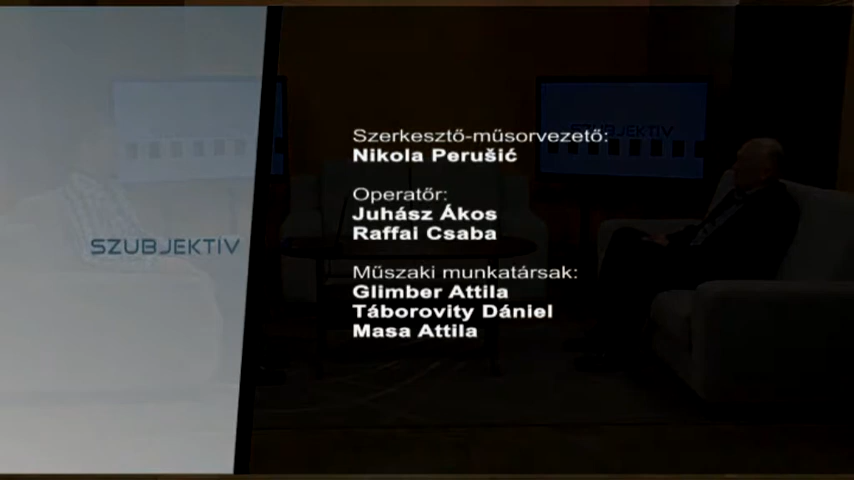 SZUBJEKTÍV
SZUBJEKTÍV
Szerkesztő-műsorvezető:
Nikola Perušić
Operatőr:
Juhász Ákos
Raffai Csaba
Műszaki munkatársak:
Glimber Attila
Táborovity Dániel
Masa Attila